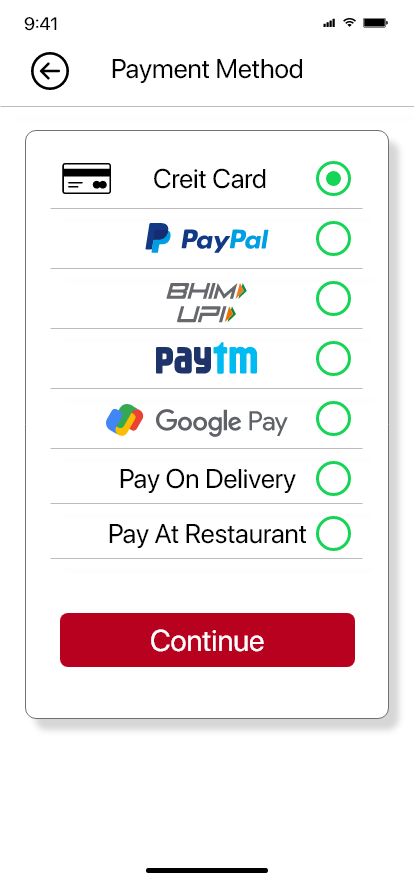 9:41
Payment Method
Creit Card
PayPal
BHIM
UPI
paytm
Google Pay
Pay On Delivery
Pay At Restaurant
Continue